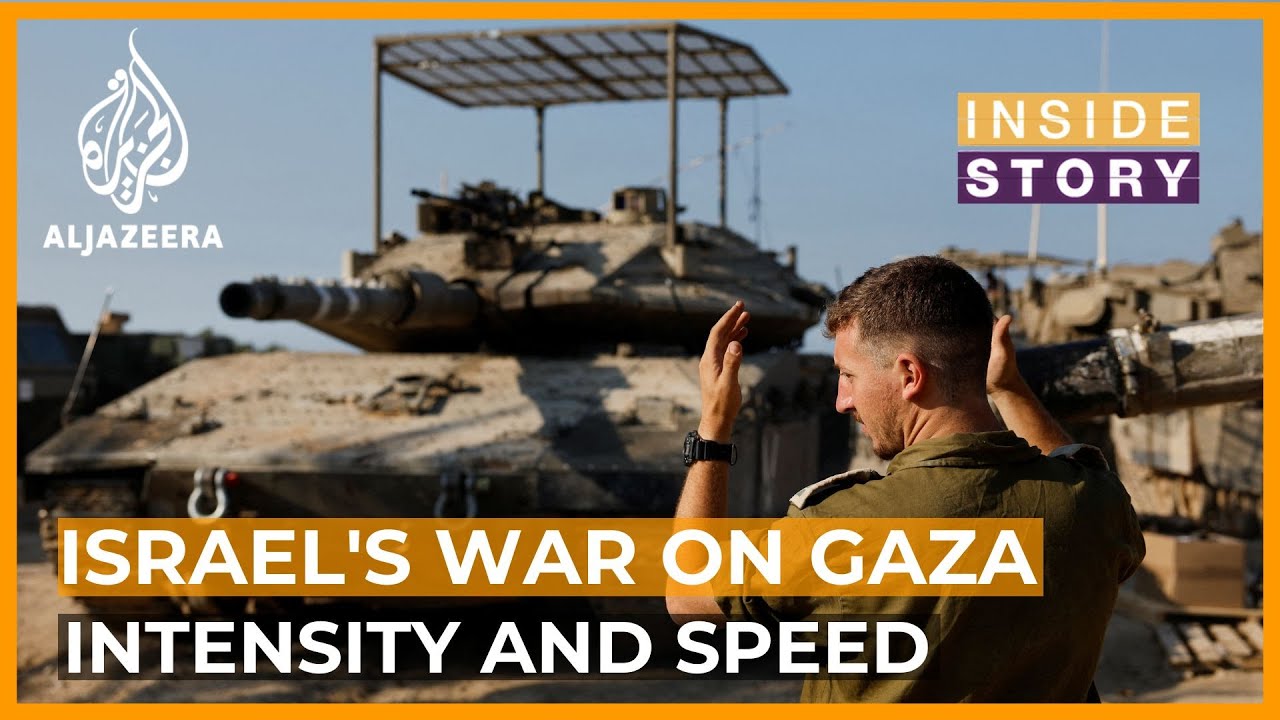 الجزيرة
ALJAZEERA
INSIDE
STORY
ISRAEL'S WAR ON GAZA
INTENSITY AND SPEED